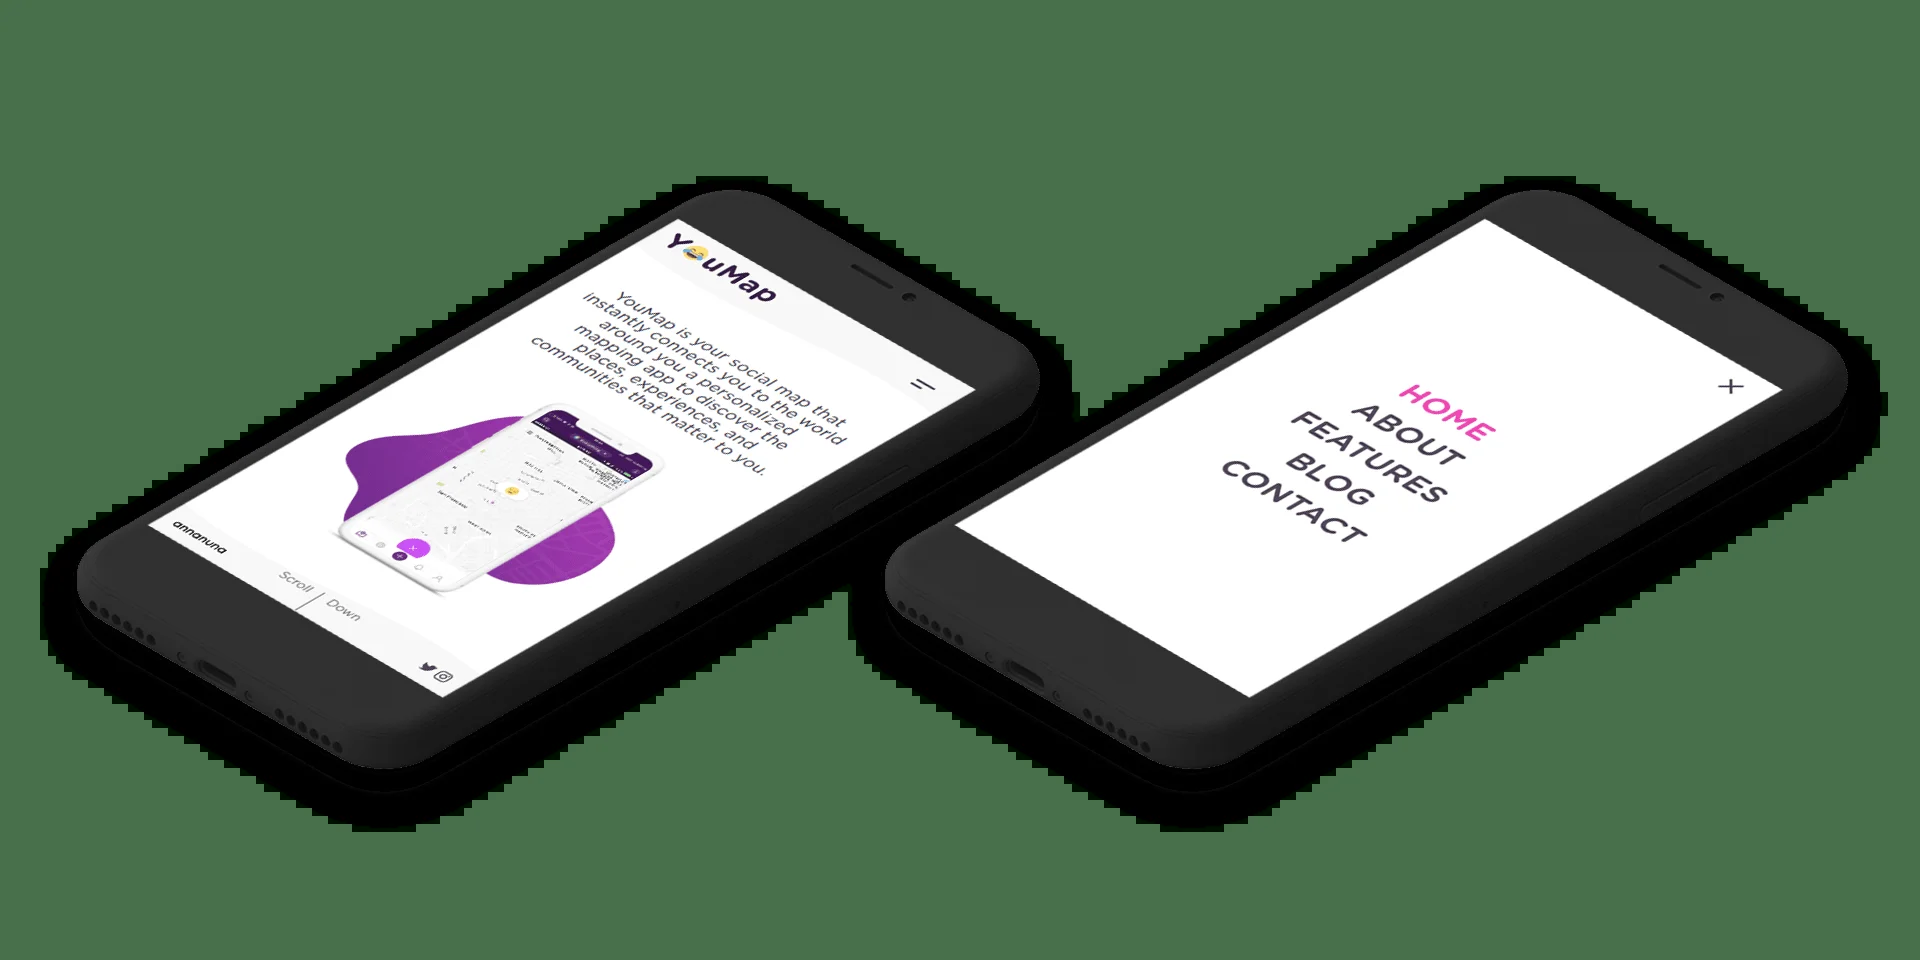 Y😂uMap
YouMap is your social map that
instantly connects you to the world
around you a personalized
mapping app to discover the
places, experiences, and
communities that matter to you.
annanuna
Scroll
Down
HOME
ABOUT
FEATURES
BLOG
CONTACT